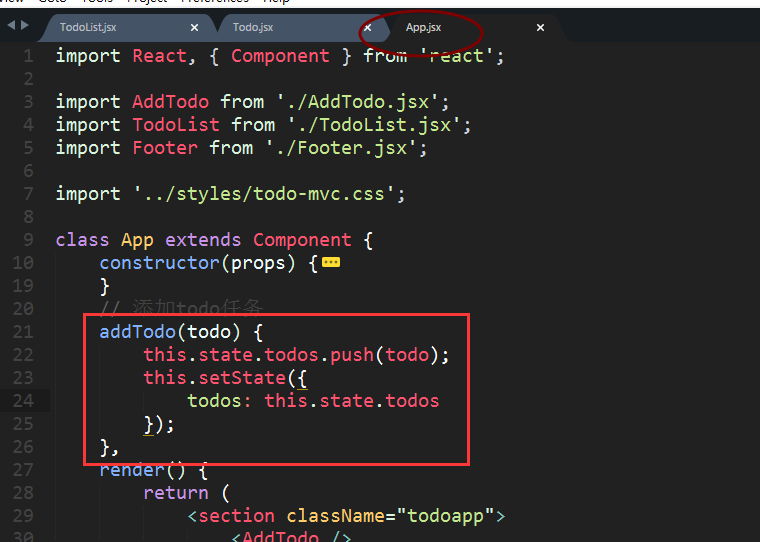 View Goto Tools Project Preferences Help
TodoList.jsx Todo.jsx App.jsx
1 import React, { Component } from 'react';
2
3 import AddTodo from './AddTodo.jsx';
4 import TodoList from './TodoList.jsx';
5 import Footer from './Footer.jsx';
6
7 import '../styles/todo-mvc.css';
8
9 class App extends Component {
10 constructor(props) {
19 }
20 // 添加todo任务
21 addTodo(todo) {
22 this.state.todos.push(todo);
23 this.setState({
24 todos: this.state.todos
25 });
26 },
27 render() {
28 return (
29 <section className="todoapp">
30 <AddTodo />